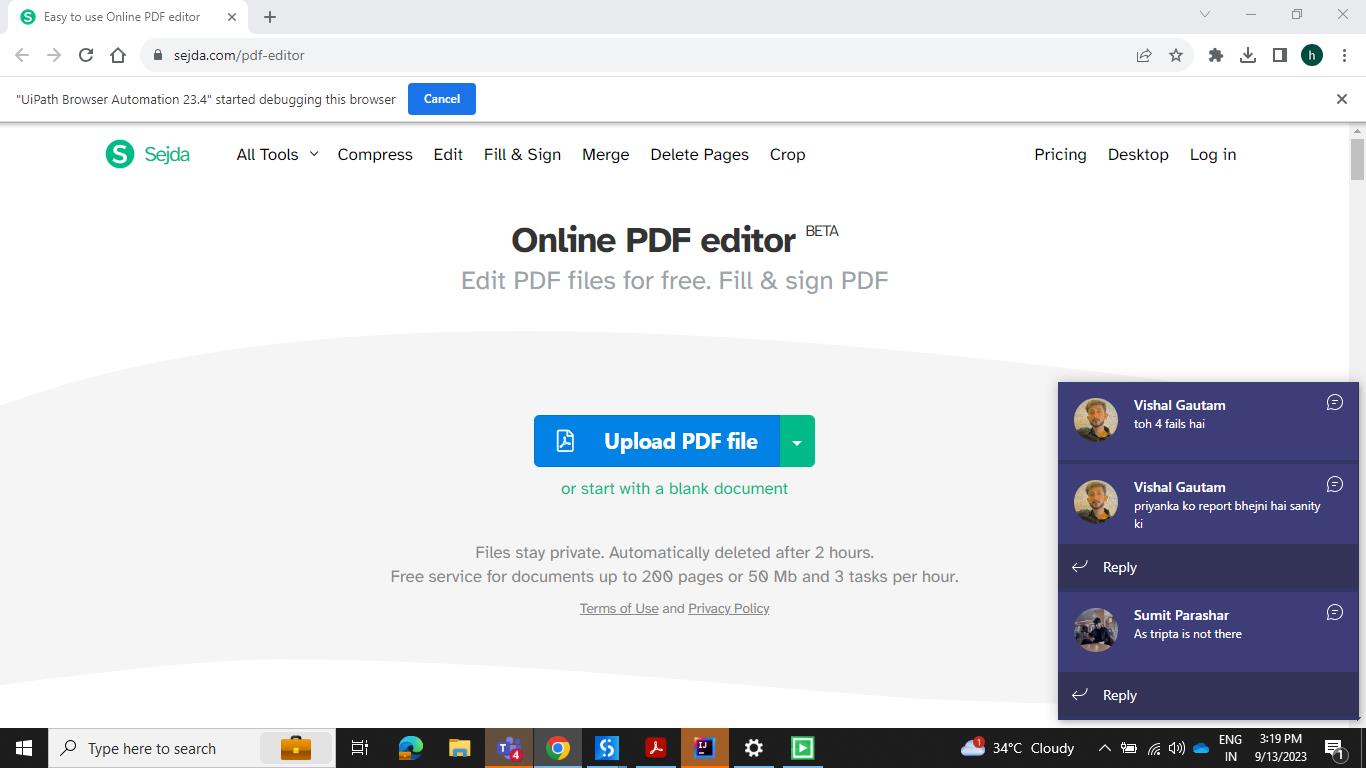 Easy to use Online PDF editor
sejda.com/pdf-editor
h
"UiPath Browser Automation 23.4" started debugging this browser
Cancel
S Sejda
All Tools
Compress
Edit
Fill & Sign
Merge
Delete Pages
Crop
Pricing
Desktop
Log in
Online PDF editor BETA
Edit PDF files for free. Fill & sign PDF
Upload PDF file
or start with a blank document
Files stay private. Automatically deleted after 2 hours.
Free service for documents up to 200 pages or 50 Mb and 3 tasks per hour.
Terms of Use and Privacy Policy
Vishal Gautam
toh 4 fails hai
Vishal Gautam
priyanka ko report bhejni hai sanity
ki
Reply
Sumit Parashar
As tripta is not there
Reply
Type here to search
4
IJ
1
34°C Cloudy
ENG
IN
3:19 PM
9/13/2023
1